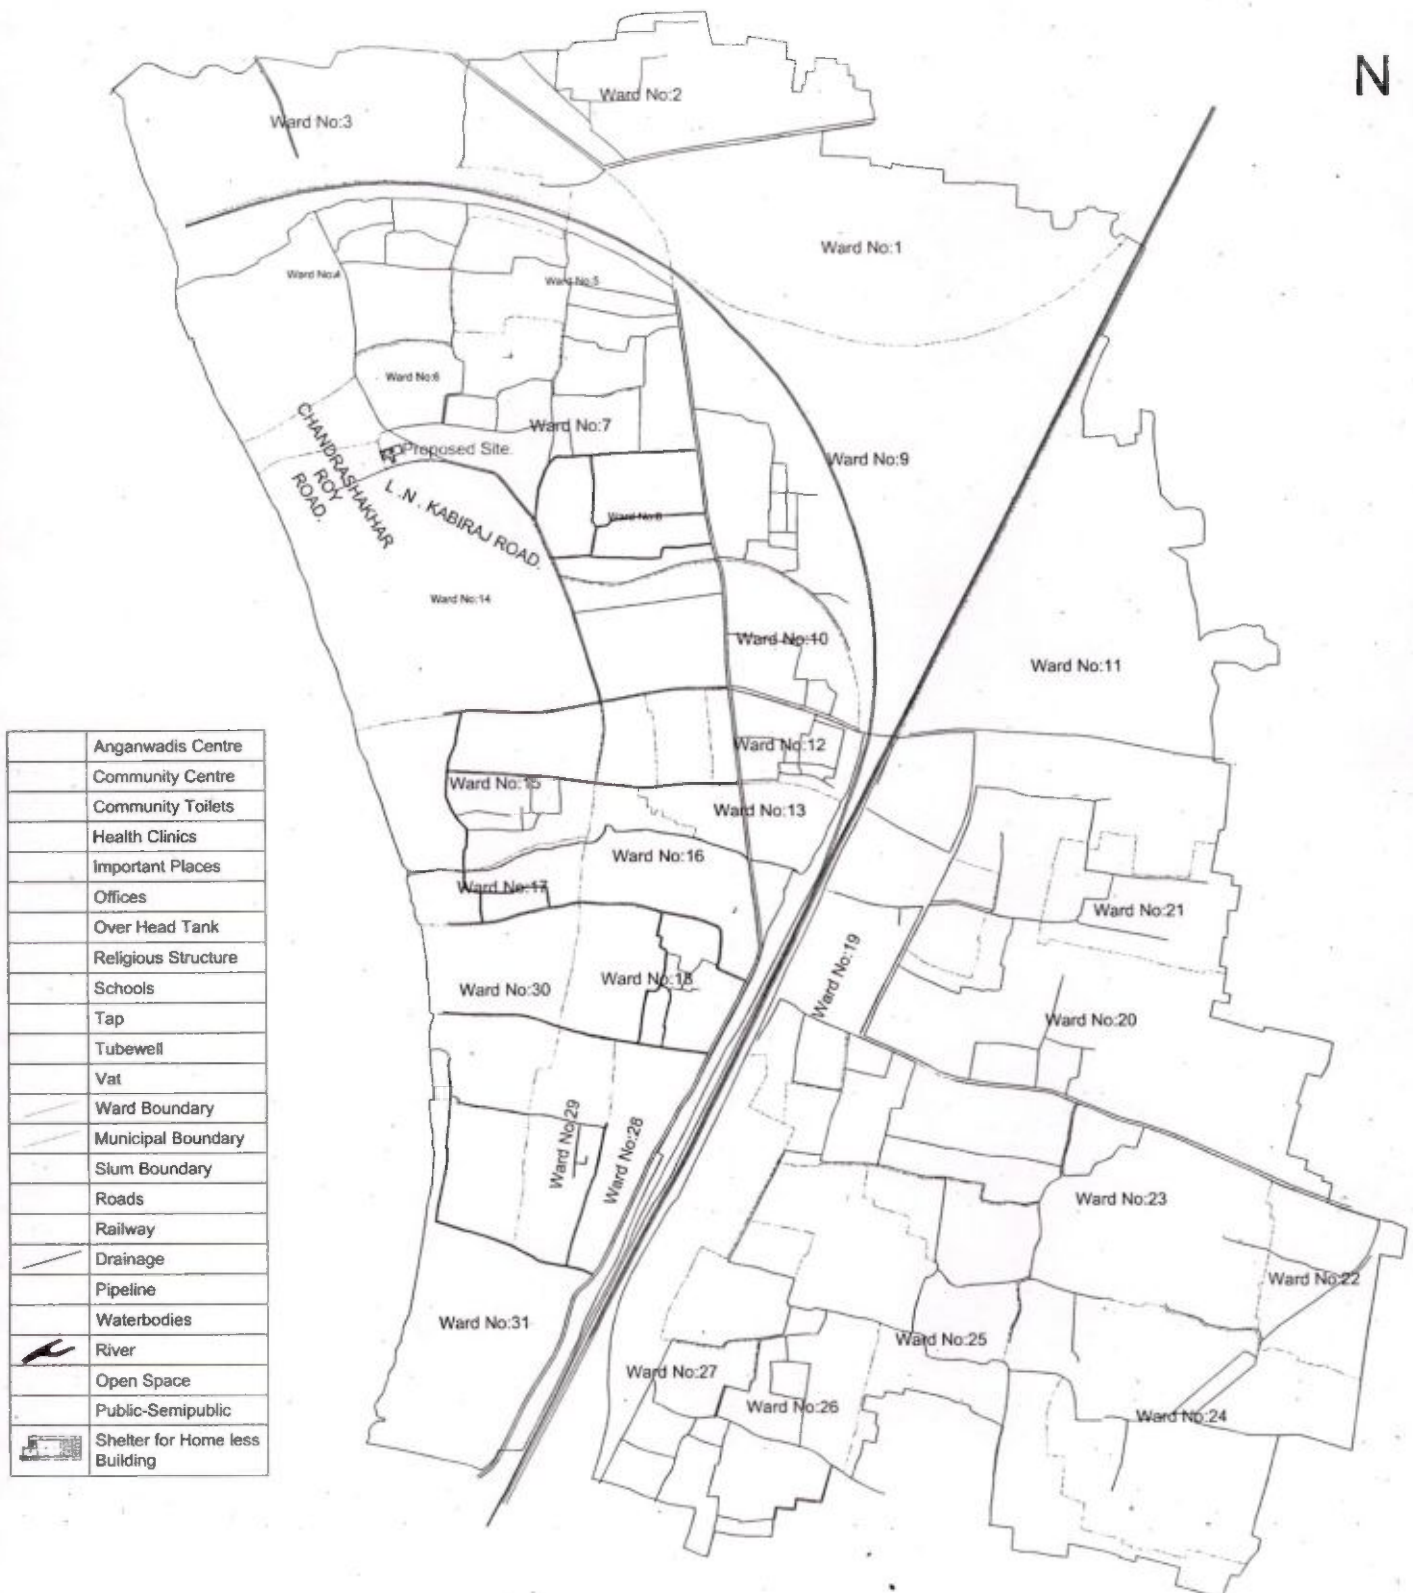 N
Ward No:2
Ward No:3
Ward No:1
Ward No:4
Ward No:5
Ward No:6
Ward No:7
Proposed Site.
Ward No:9
CHANDRASHAKHAR
ROY
ROAD.
L .N . KABIRAJ ROAD.
Ward No:8
Ward No:14
Ward No:10
Ward No:11
Ward No:12
Ward No:15
Ward No:13
Ward No:16
Ward No:17
Ward No:21
Ward No:19
Ward No:18
Ward No:30
Ward No:20
Ward No:29
Ward No:28
Ward No:23
Ward No:22
Ward No:31
Ward No:25
Ward No:27
Ward No:26
Ward No:24
Anganwadis Centre
Community Centre
Community Toilets
Health Clinics
Important Places
Offices
Over Head Tank
Religious Structure
Schools
Tap
Tubewell
Vat
Ward Boundary
Municipal Boundary
Slum Boundary
Roads
Railway
Drainage
Pipeline
Waterbodies
River
Open Space
Public-Semipublic
Shelter for Home less
Building